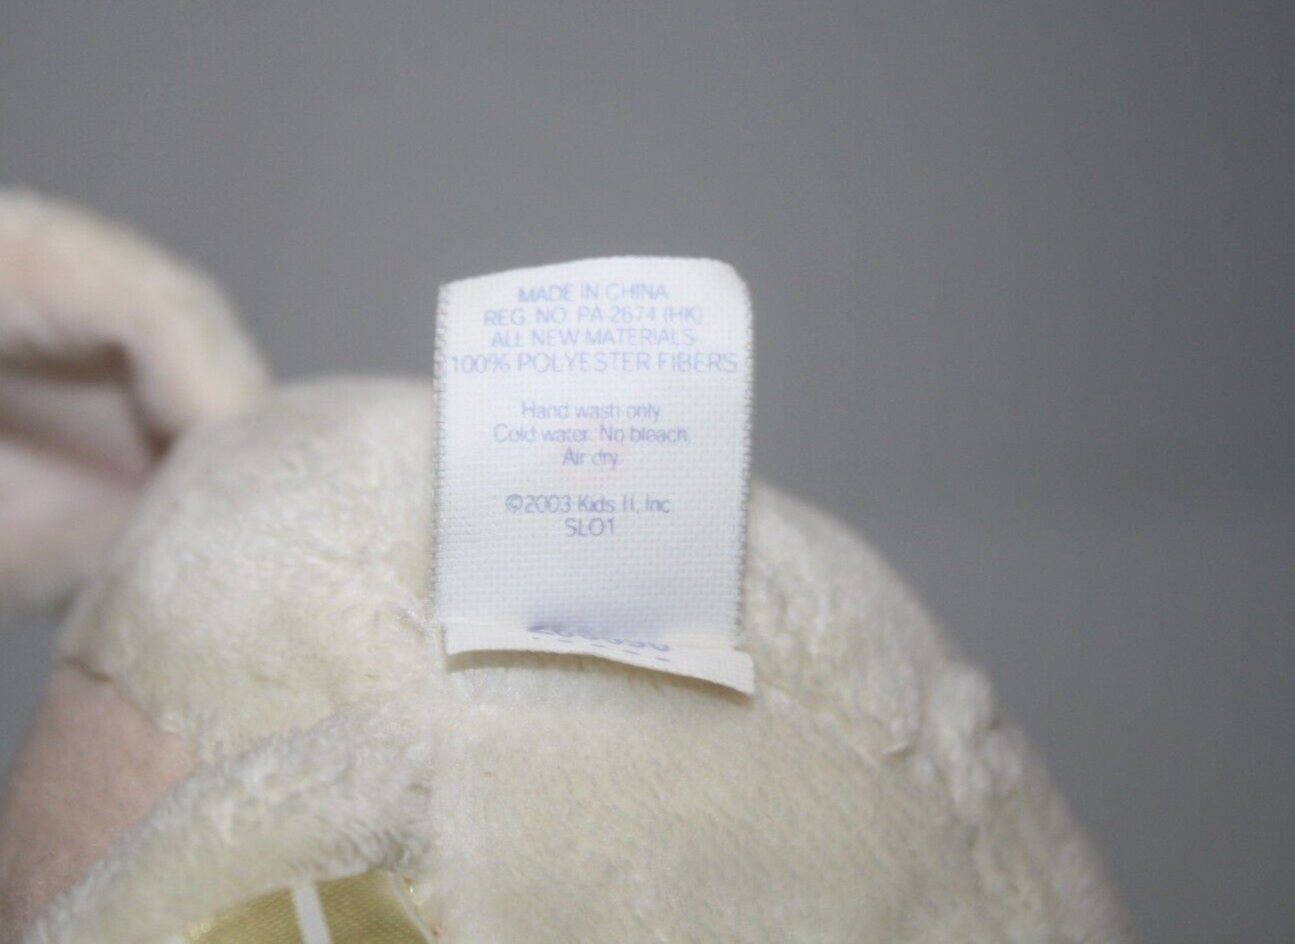 MADE IN CHINA
REG. NO. PA-2674 (HK)
ALL NEW MATERIALS
100% POLYESTER FIBERS
Hand wash only
Cold water. No bleach.
Air dry.
©2003 Kids II, Inc.
SL01